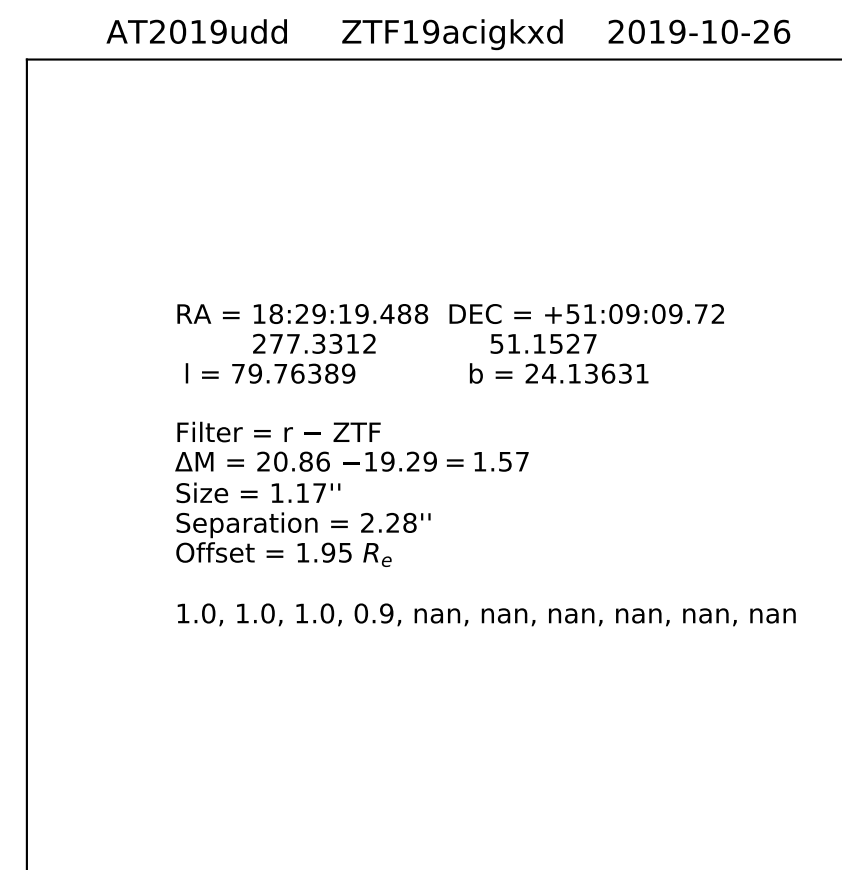 AT2019udd ZTF19acigkxd 2019-10-26
RA = 18:29:19.488 DEC = +51:09:09.72
277.3312 51.1527
l = 79.76389 b = 24.13631
Filter = r − ZTF
ΔM = 20.86 −19.29 = 1.57
Size = 1.17''
Separation = 2.28''
Offset = 1.95 Rₑ
1.0, 1.0, 1.0, 0.9, nan, nan, nan, nan, nan, nan